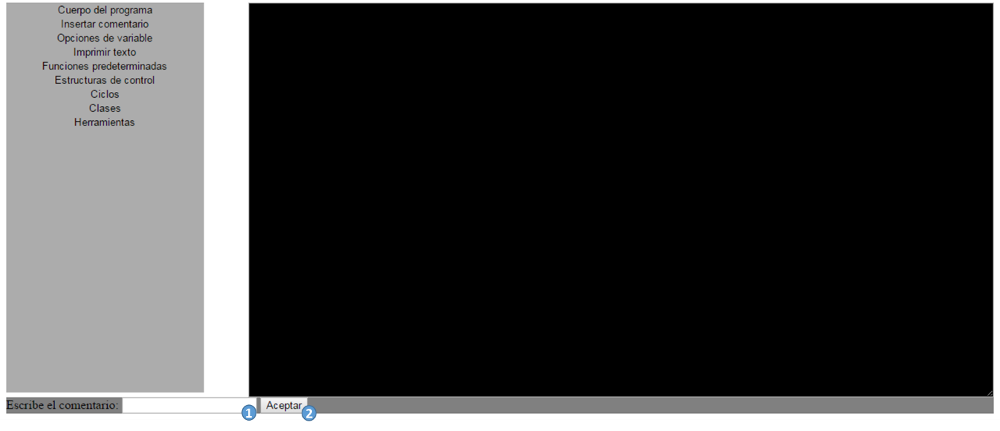 Cuerpo del programa
Insertar comentario
Opciones de variable
Imprimir texto
Funciones predeterminadas
Estructuras de control
Ciclos
Clases
Herramientas
Escribe el comentario: 1 Aceptar 2